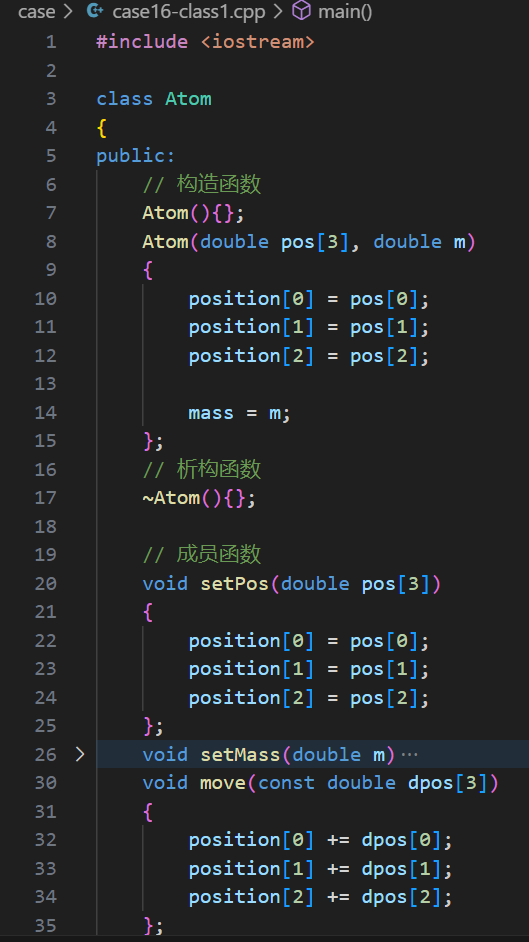 case > case16-class1.cpp > main()
1 #include <iostream>
2
3 class Atom
4 {
5 public:
6 // 构造函数
7 Atom(){};
8 Atom(double pos[3], double m)
9 {
10 position[0] = pos[0];
11 position[1] = pos[1];
12 position[2] = pos[2];
13
14 mass = m;
15 };
16 // 析构函数
17 ~Atom(){};
18
19 // 成员函数
20 void setPos(double pos[3])
21 {
22 position[0] = pos[0];
23 position[1] = pos[1];
24 position[2] = pos[2];
25 };
26 void setMass(double m)···
30 void move(const double dpos[3])
31 {
32 position[0] += dpos[0];
33 position[1] += dpos[1];
34 position[2] += dpos[2];
35 };